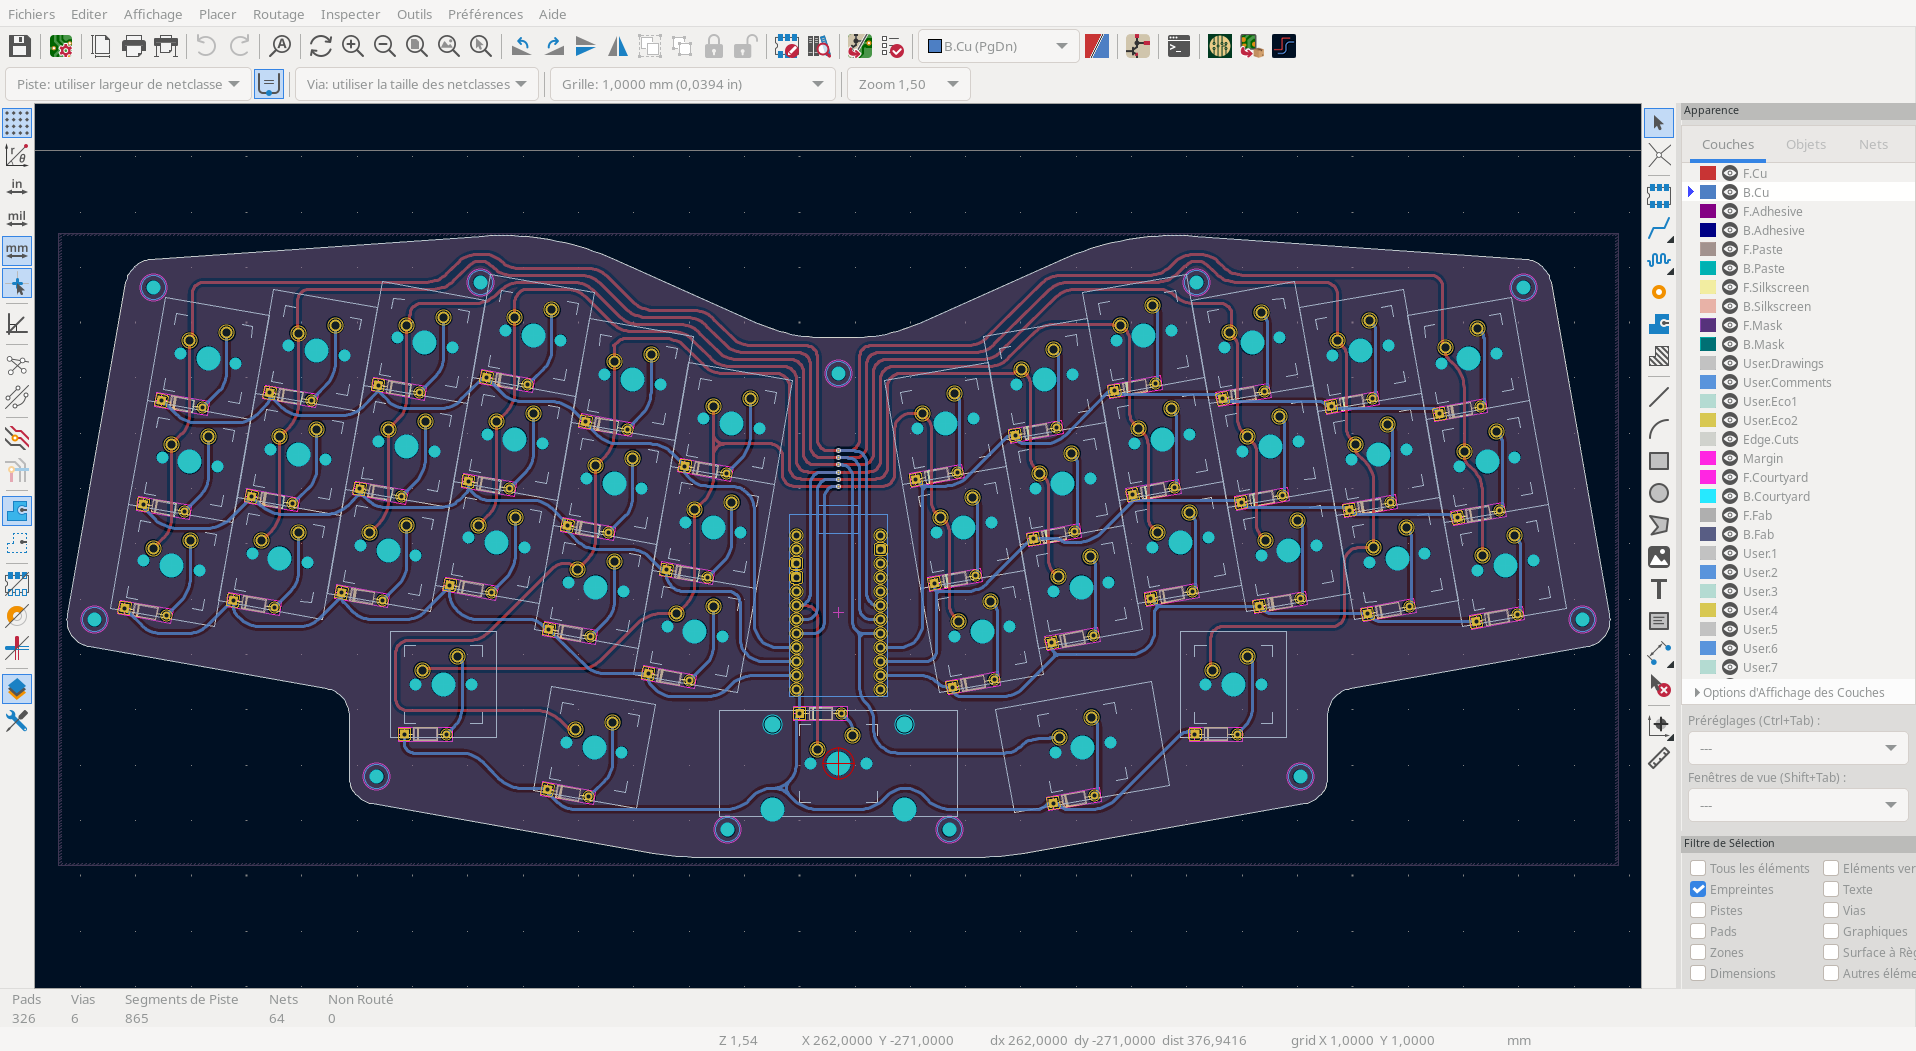 Fichiers Editer Affichage Placer Routage Inspecter Outils Préférences Aide
B.Cu (PgDn)
Piste: utiliser largeur de netclasse Via: utiliser la taille des netclasses Grille: 1,0000 mm (0,0394 in) Zoom 1,50
in
mil
mm
Apparence
Couches Objets Nets
F.Cu
B.Cu
F.Adhesive
B.Adhesive
F.Paste
B.Paste
F.Silkscreen
B.Silkscreen
F.Mask
B.Mask
User.Drawings
User.Comments
User.Eco1
User.Eco2
Edge.Cuts
Margin
F.Courtyard
B.Courtyard
F.Fab
B.Fab
User.1
User.2
User.3
User.4
User.5
User.6
User.7
Options d'Affichage des Couches
Préréglages (Ctrl+Tab) :
---
Fenêtres de vue (Shift+Tab) :
---
Filtre de Sélection
Tous les éléments Eléments ver
Empreintes Texte
Pistes Vias
Pads Graphiques
Zones Surface à Règ
Dimensions Autres éléme
Pads Vias Segments de Piste Nets Non Routé
326 6 865 64 0
Z 1,54 X 262,0000 Y -271,0000 dx 262,0000 dy -271,0000 dist 376,9416 grid X 1,0000 Y 1,0000 mm